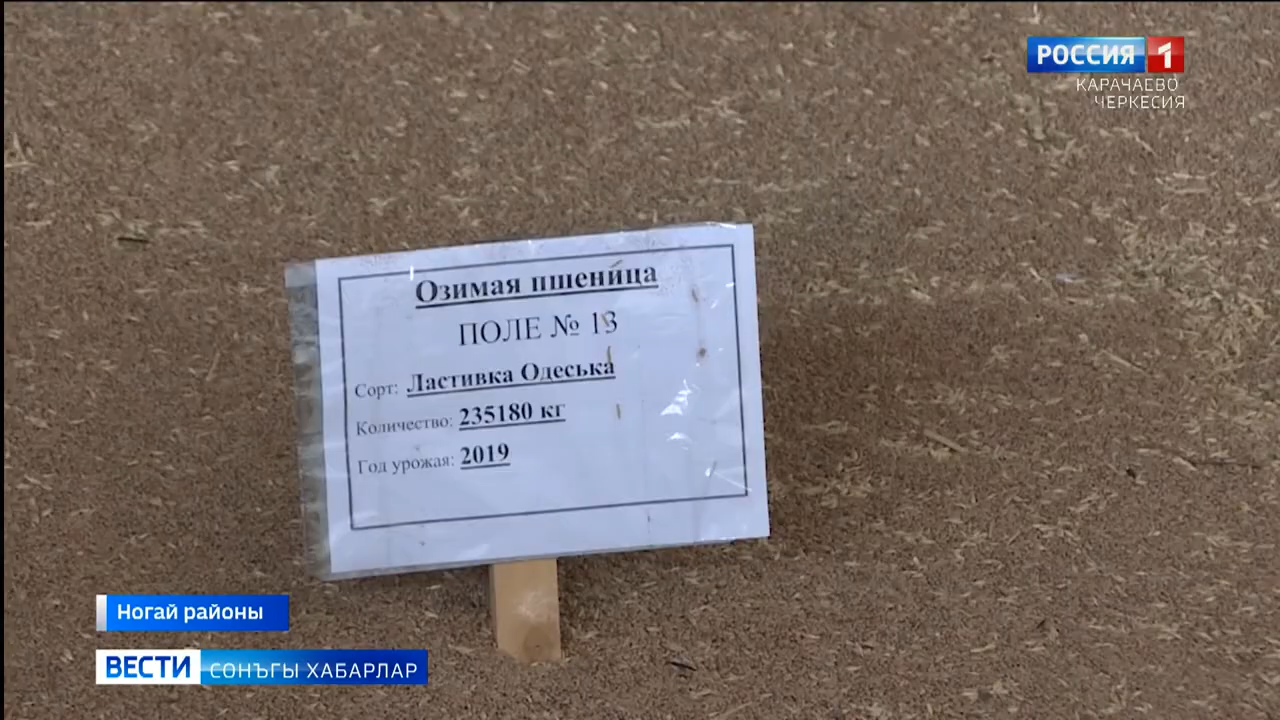 РОССИЯ 1
КАРАЧАЕВО
ЧЕРКЕСИЯ
Озимая пшеница
ПОЛЕ № 13
Сорт: Ластивка Одеська
Количество: 235180 кг
Год урожая: 2019
Ногай районы
ВЕСТИ СОНЪГЫ ХАБАРЛАР